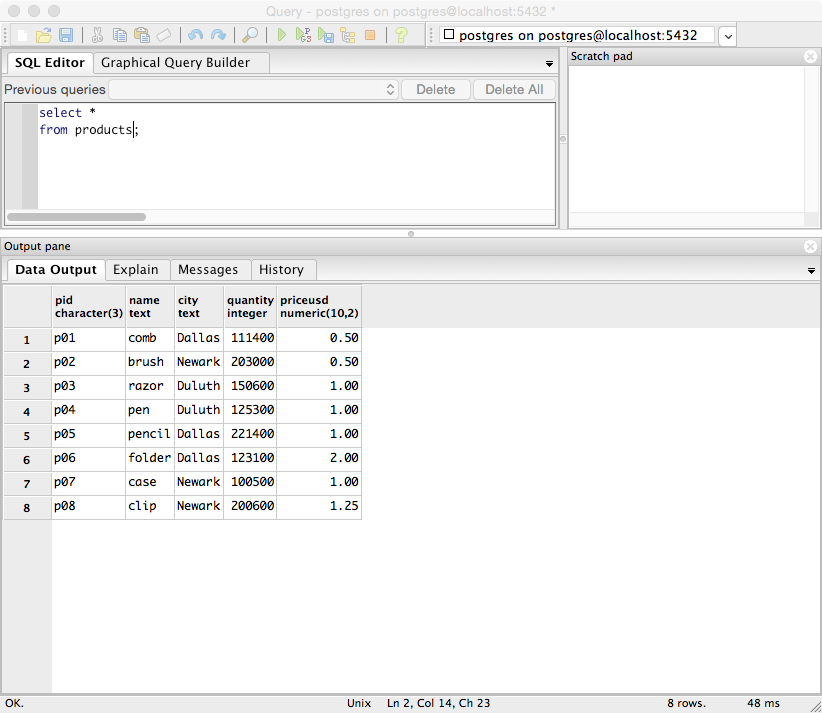 Query - postgres on postgres@localhost:5432 *
postgres on postgres@localhost:5432
SQL Editor Graphical Query Builder
Scratch pad
Previous queries Delete Delete All
select *
from products;
Output pane
Data Output Explain Messages History
pid name city quantity priceusd
character(3) text text integer numeric(10,2)
1 p01 comb Dallas 111400 0.50
2 p02 brush Newark 203000 0.50
3 p03 razor Duluth 150600 1.00
4 p04 pen Duluth 125300 1.00
5 p05 pencil Dallas 221400 1.00
6 p06 folder Dallas 123100 2.00
7 p07 case Newark 100500 1.00
8 p08 clip Newark 200600 1.25
OK. Unix Ln 2, Col 14, Ch 23 8 rows. 48 ms